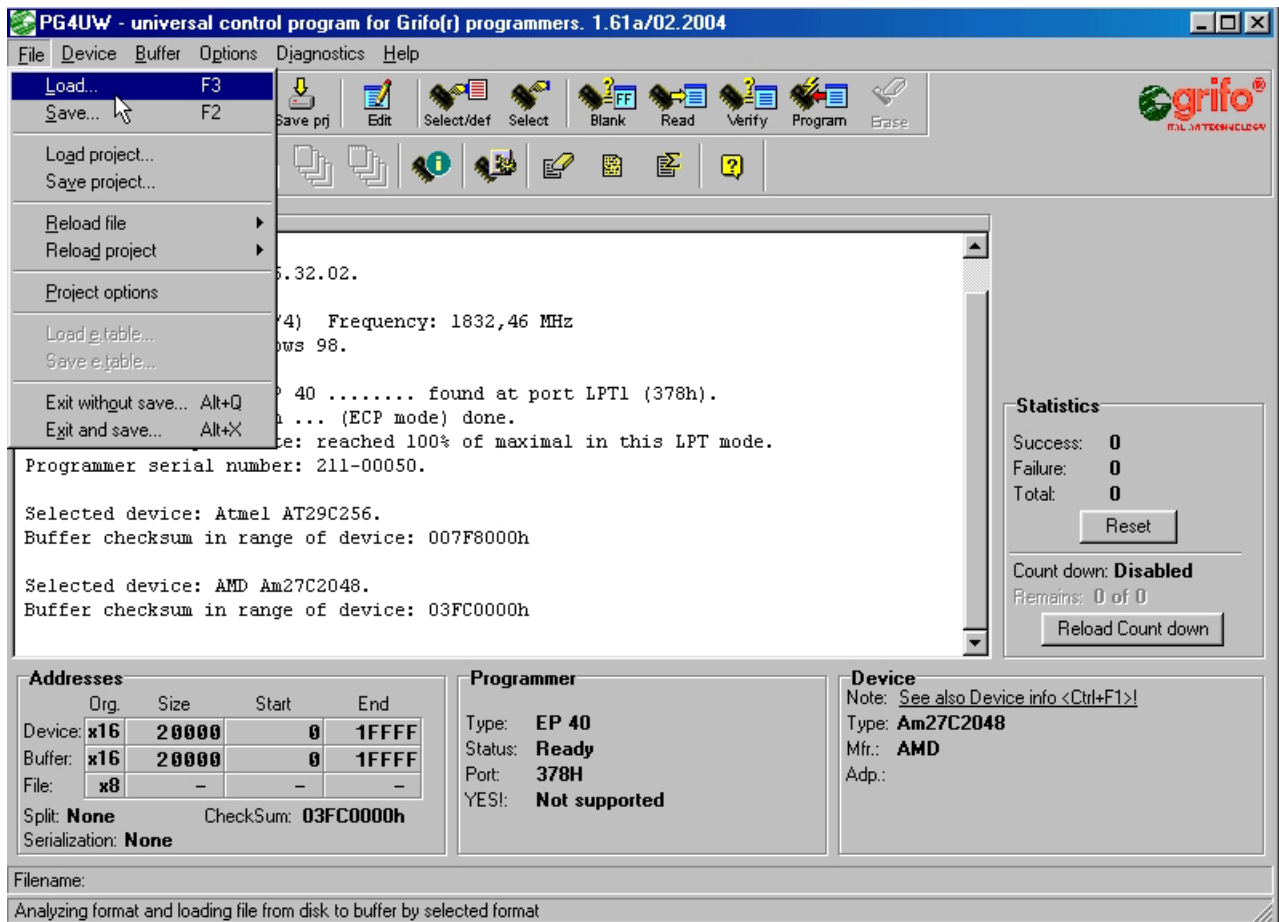 PG4UW - universal control program for Grifo(r) programmers. 1.61a/02.2004
File Device Buffer Options Diagnostics Help
Load... F3
Save... F2
Load project...
Save project...
Reload file
Reload project
Project options
Load e.table...
Save e.table...
Exit without save... Alt+Q
Exit and save... Alt+X
Save prj Edit Select/def Select Blank Read Verify Program Erase
grifo®
.32.02.
4) Frequency: 1832,46 MHz
ows 98.
40 ........ found at port LPT1 (378h).
... (ECP mode) done.
te: reached 100% of maximal in this LPT mode.
Programmer serial number: 211-00050.
Selected device: Atmel AT29C256.
Buffer checksum in range of device: 007F8000h
Selected device: AMD Am27C2048.
Buffer checksum in range of device: 03FC0000h
Statistics
Success: 0
Failure: 0
Total: 0
Reset
Count down: Disabled
Remains: 0 of 0
Reload Count down
Addresses
Org. Size Start End
Device: x16 20000 0 1FFFF
Buffer: x16 20000 0 1FFFF
File: x8 – – –
Split: None CheckSum: 03FC0000h
Serialization: None
Programmer
Type: EP 40
Status: Ready
Port: 378H
YES!: Not supported
Device
Note: See also Device info <Ctrl+F1>!
Type: Am27C2048
Mfr.: AMD
Adp.:
Filename:
Analyzing format and loading file from disk to buffer by selected format